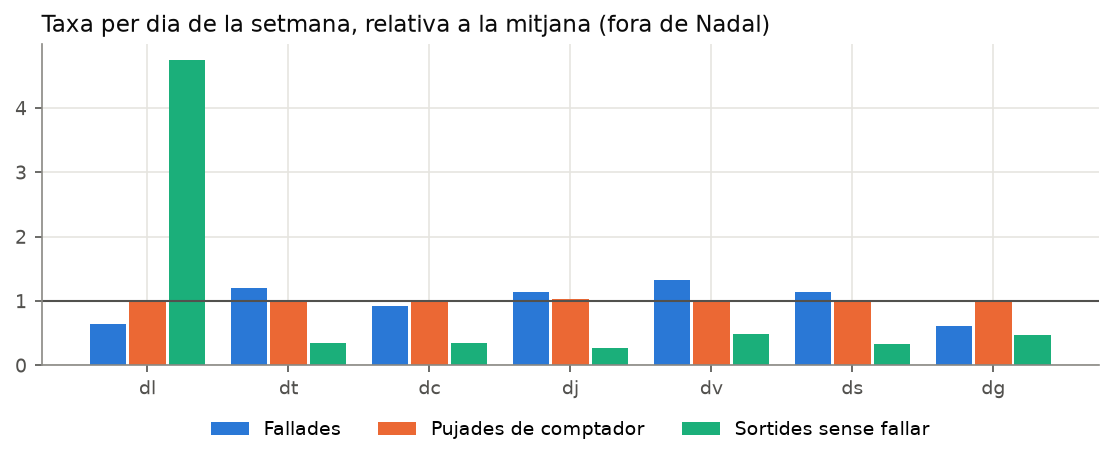 Taxa per dia de la setmana, relativa a la mitjana (fora de Nadal)
4
3
2
1
0
dl dt dc dj dv ds dg
Fallades Pujades de comptador Sortides sense fallar